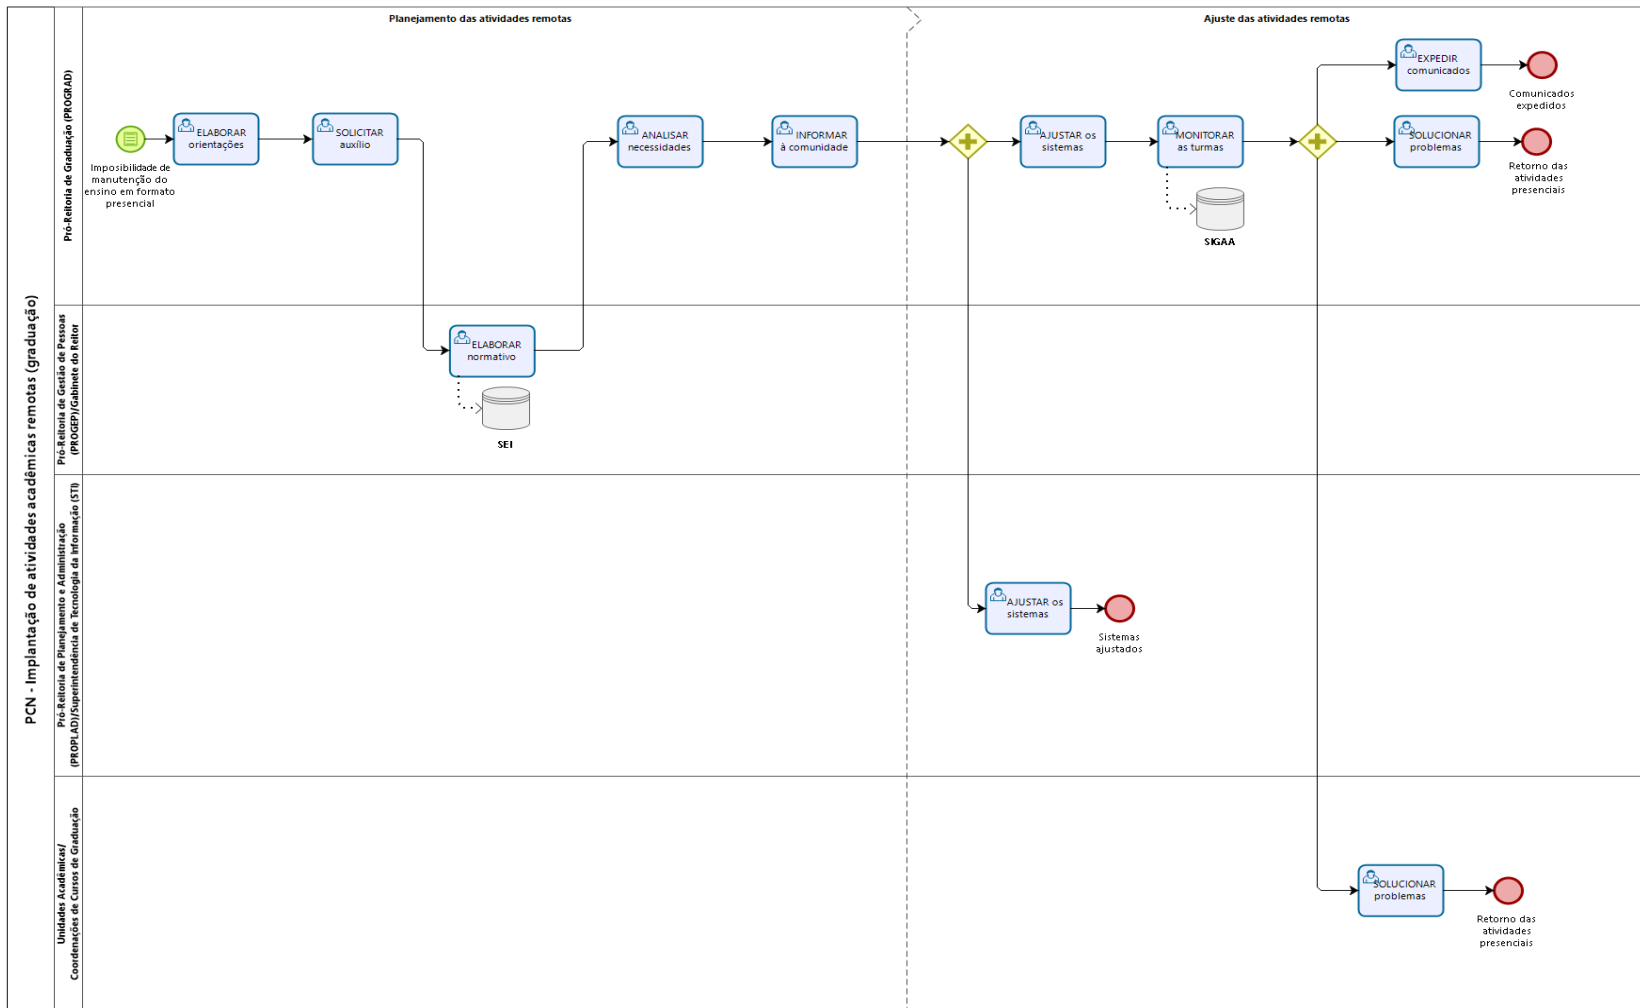 Planejamento das atividades remotas
Ajuste das atividades remotas
PCN - Implantação de atividades acadêmicas remotas (graduação)
Pró-Reitoria de Graduação (PROGRAD)
Imposibilidade de
manutenção do
ensino em formato
presencial
ELABORAR
orientações
SOLICITAR
auxílio
ANALISAR
necessidades
INFORMAR
à comunidade
AJUSTAR os
sistemas
MONITORAR
as turmas
SIGAA
EXPEDIR
comunicados
Comunicados
expedidos
SOLUCIONAR
problemas
Retorno das
atividades
presenciais
Pró-Reitoria de Gestão de Pessoas
(PROGEP)/Gabinete do Reitor
ELABORAR
normativo
SEI
Pró-Reitoria de Planejamento e Administração
(PROPLAD)/Superintendência de Tecnologia da Informação (STI)
AJUSTAR os
sistemas
Sistemas
ajustados
Unidades Acadêmicas/
Coordenações de Cursos de Graduação
SOLUCIONAR
problemas
Retorno das
atividades
presenciais